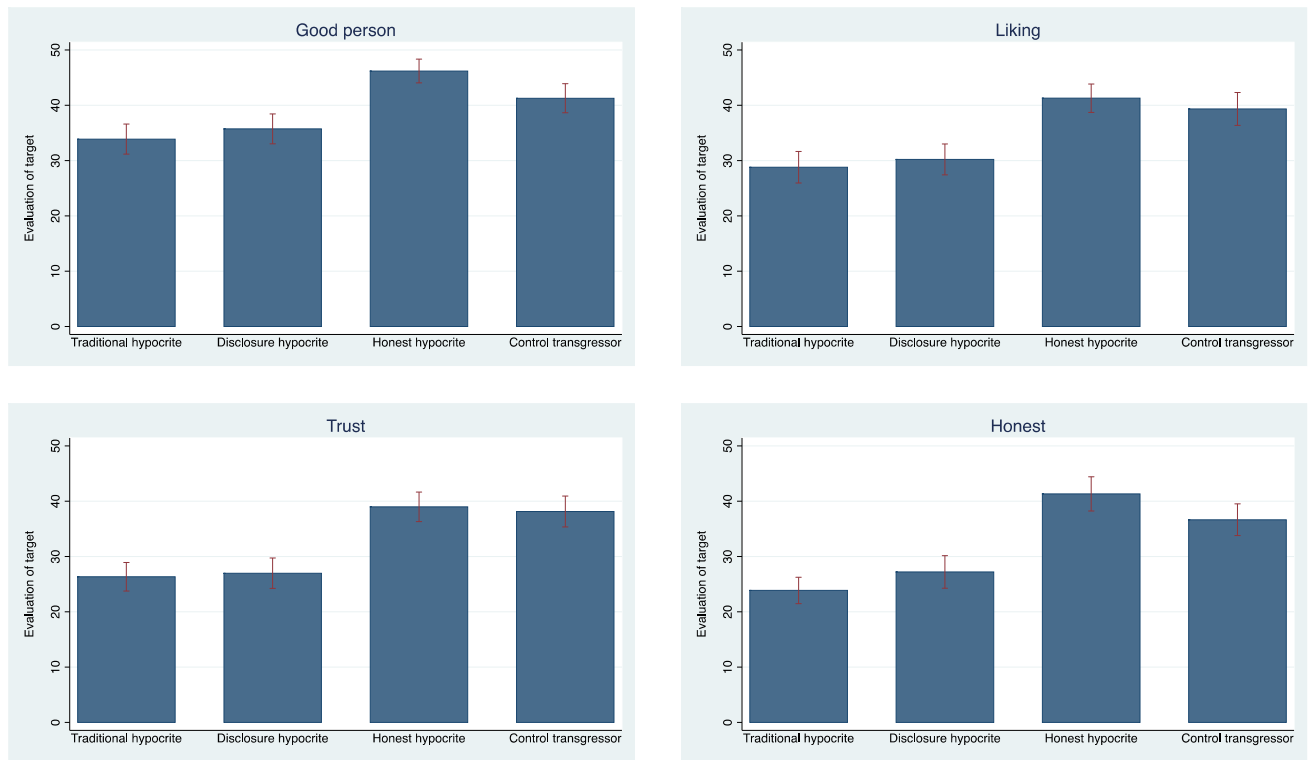 Good person
Evaluation of target
50
40
30
20
10
0
Traditional hypocrite Disclosure hypocrite Honest hypocrite Control transgressor
Liking
Evaluation of target
50
40
30
20
10
0
Traditional hypocrite Disclosure hypocrite Honest hypocrite Control transgressor
Trust
Evaluation of target
50
40
30
20
10
0
Traditional hypocrite Disclosure hypocrite Honest hypocrite Control transgressor
Honest
Evaluation of target
50
40
30
20
10
0
Traditional hypocrite Disclosure hypocrite Honest hypocrite Control transgressor